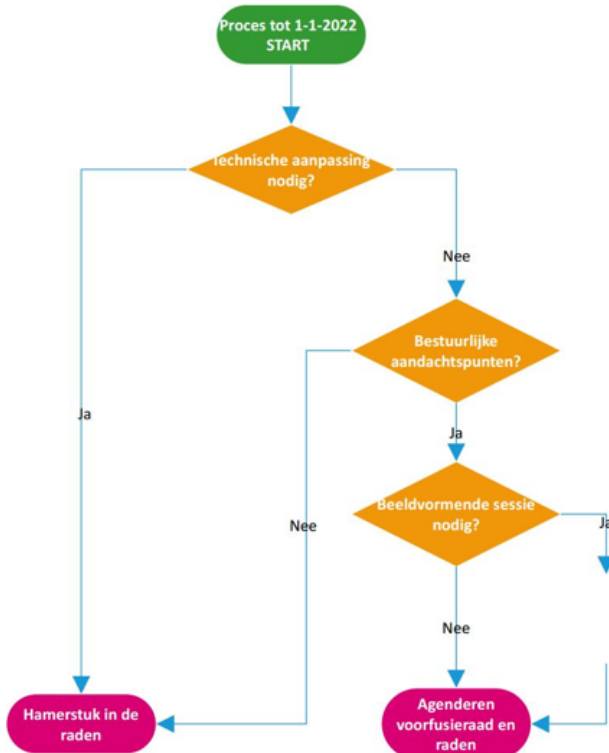 Proces tot 1-1-2022
START
Technische aanpassing
nodig?
Nee
Bestuurlijke
aandachtspunten?
Ja
Ja
Beeldvormende sessie
nodig?
Nee
Ja
Nee
Hamerstuk in de
raden
Agenderen
voorfusieraad en
raden